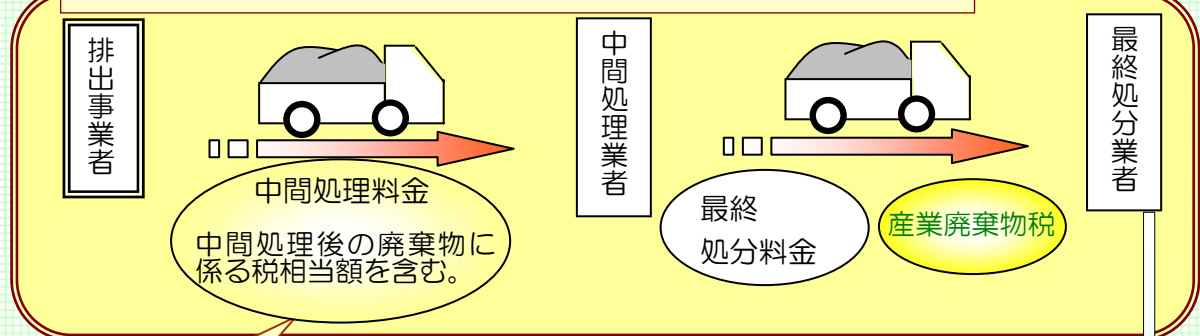 排出事業者
中間処理料金
中間処理後の廃棄物に
係る税相当額を含む。
中間処理業者
最終
処分料金
産業廃棄物税
最終処分業者